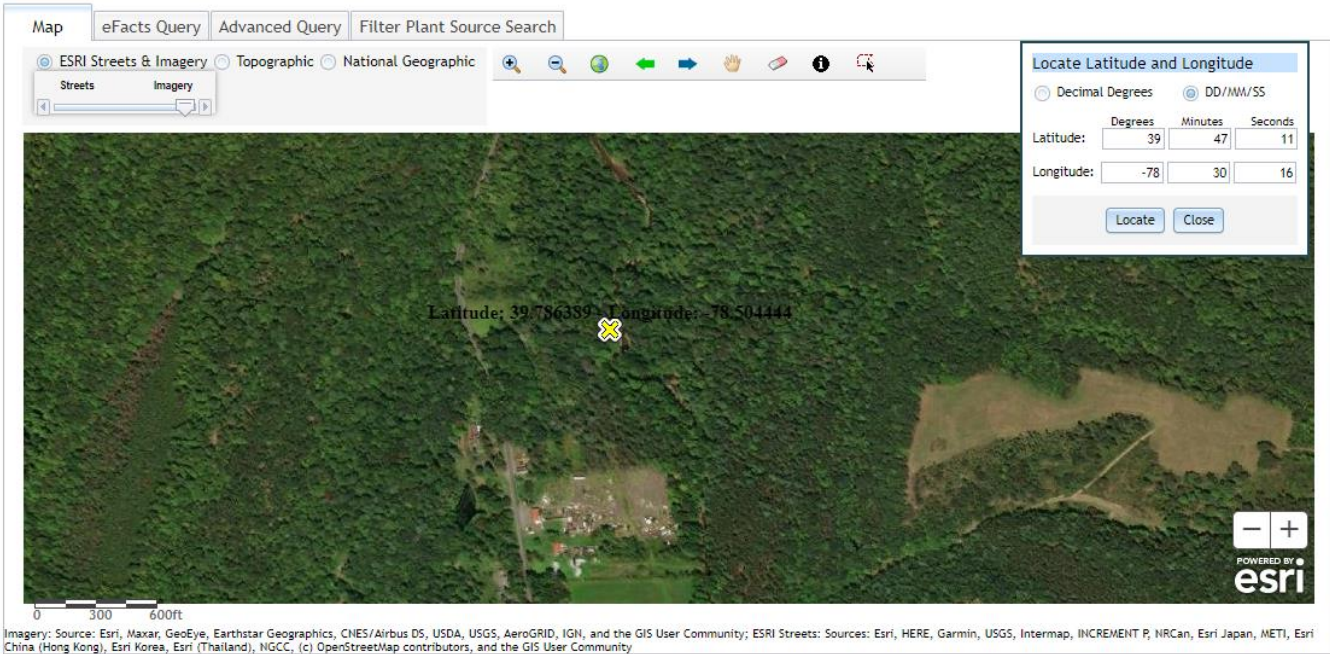 Map eFacts Query Advanced Query Filter Plant Source Search
ESRI Streets & Imagery Topographic National Geographic
Streets Imagery
Locate Latitude and Longitude
Decimal Degrees DD/MM/SS
Degrees Minutes Seconds
Latitude: 39 47 11
Longitude: -78 30 16
Locate Close
Latitude: 39.786389 - Longitude: -78.504444
POWERED BY
esri
0 300 600ft
Imagery: Source: Esri, Maxar, GeoEye, Earthstar Geographics, CNES/Airbus DS, USDA, USGS, AeroGRID, IGN, and the GIS User Community; ESRI Streets: Sources: Esri, HERE, Garmin, USGS, Intermap, INCREMENT P, NRCan, Esri Japan, METI, Esri
China (Hong Kong), Esri Korea, Esri (Thailand), NGCC, (c) OpenStreetMap contributors, and the GIS User Community